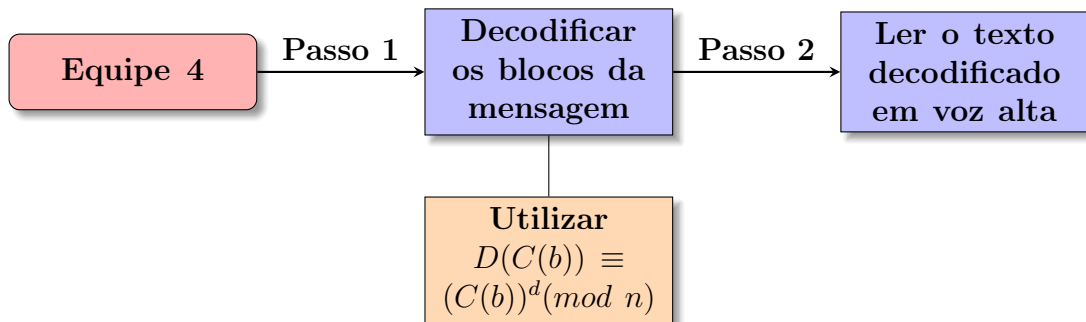 Equipe 4
Passo 1
Decodificar
os blocos da
mensagem
Passo 2
Ler o texto
decodificado
em voz alta
Utilizar
D(C(b)) ≡
(C(b))^d (mod n)